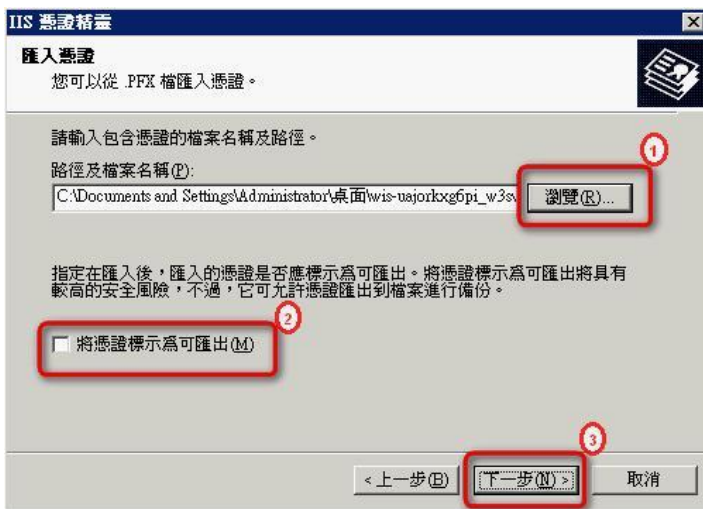 IIS 憑證精靈
匯入憑證
您可以從 .PFX 檔匯入憑證。
請輸入包含憑證的檔案名稱及路徑。
1
路徑及檔案名稱(P):
C:\Documents and Settings\Administrator\桌面\wis-uajorkxg6pi_w3sv
瀏覽(R)...
指定在匯入後，匯入的憑證是否應標示為可匯出。將憑證標示為可匯出將具有
較高的安全風險，不過，它可允許憑證匯出到檔案進行備份。
2
將憑證標示為可匯出(M)
3
<上一步(B)
下一步(N) >
取消